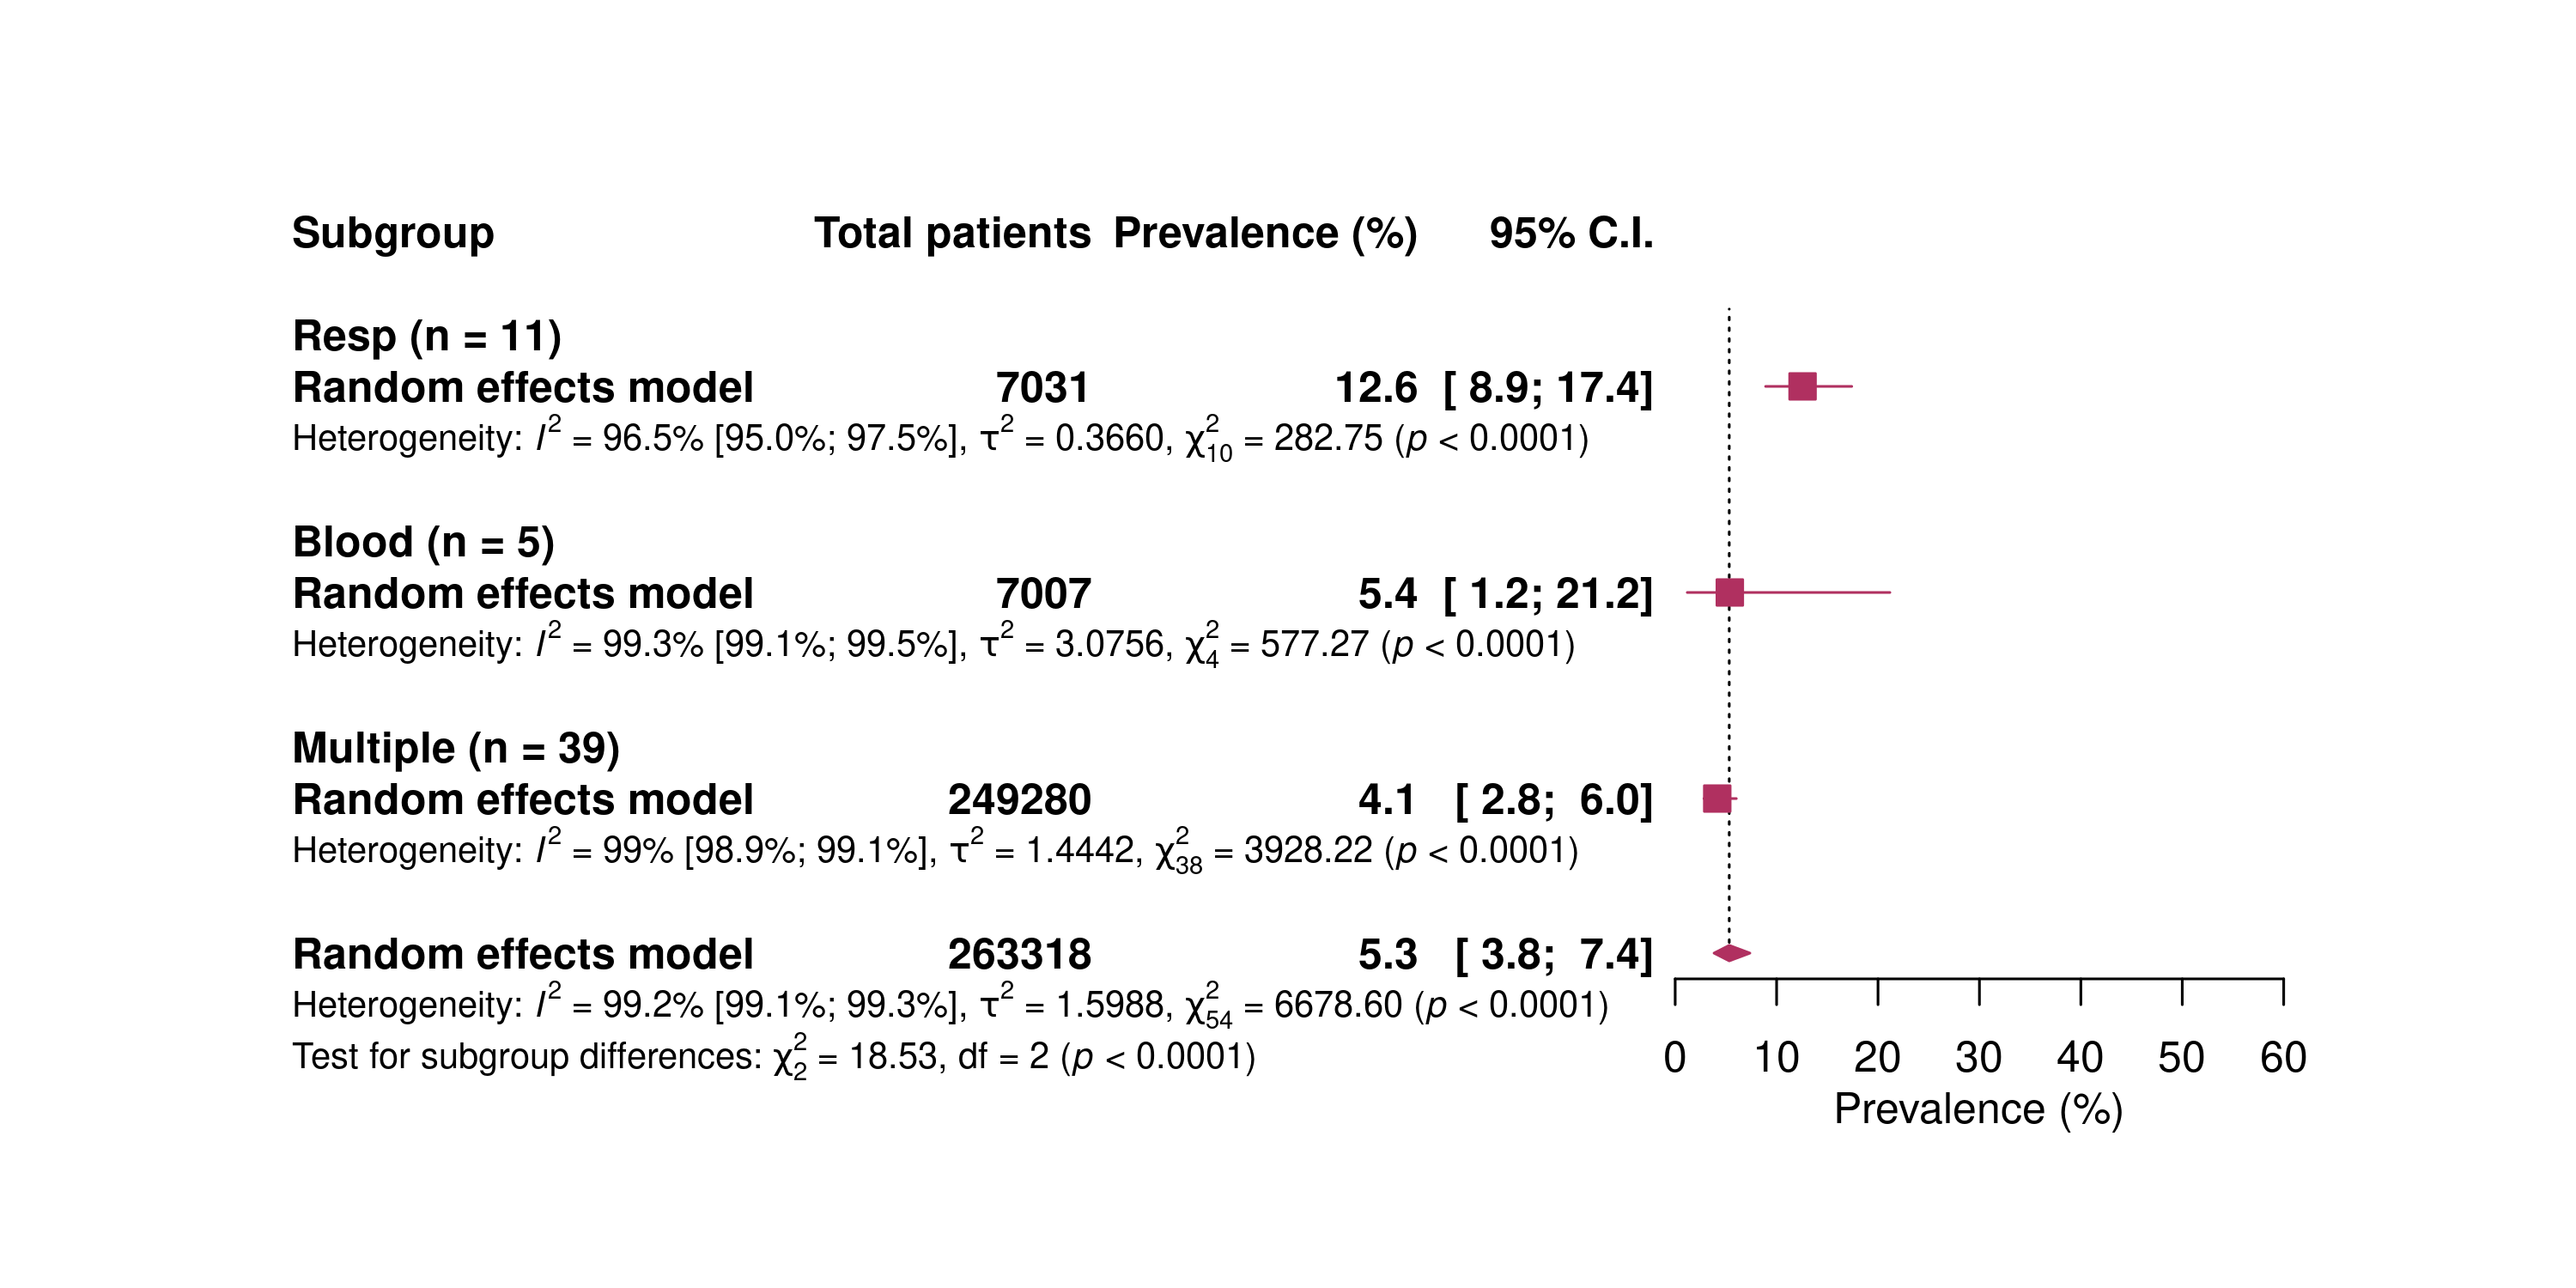 Subgroup Total patients Prevalence (%) 95% C.I.
Resp (n = 11)
Random effects model 7031 12.6 [ 8.9; 17.4]
Heterogeneity: I² = 96.5% [95.0%; 97.5%], τ² = 0.3660, χ²₁₀ = 282.75 (p < 0.0001)
Blood (n = 5)
Random effects model 7007 5.4 [ 1.2; 21.2]
Heterogeneity: I² = 99.3% [99.1%; 99.5%], τ² = 3.0756, χ²₄ = 577.27 (p < 0.0001)
Multiple (n = 39)
Random effects model 249280 4.1 [ 2.8; 6.0]
Heterogeneity: I² = 99% [98.9%; 99.1%], τ² = 1.4442, χ²₃₈ = 3928.22 (p < 0.0001)
Random effects model 263318 5.3 [ 3.8; 7.4]
Heterogeneity: I² = 99.2% [99.1%; 99.3%], τ² = 1.5988, χ²₅₄ = 6678.60 (p < 0.0001)
Test for subgroup differences: χ²₂ = 18.53, df = 2 (p < 0.0001)
0 10 20 30 40 50 60
Prevalence (%)